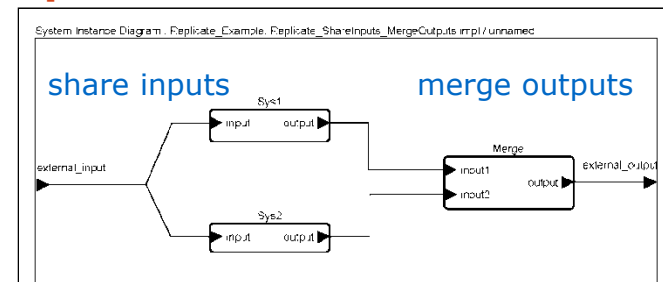 System Instance Diagram : Replicate_Example. Replicate_ShareInputs_MergeOutputs impl / unnamed
share inputs
merge outputs
Sys1
input output
Merge
external_input
input1
external_output
output
input2
Sys2
input output